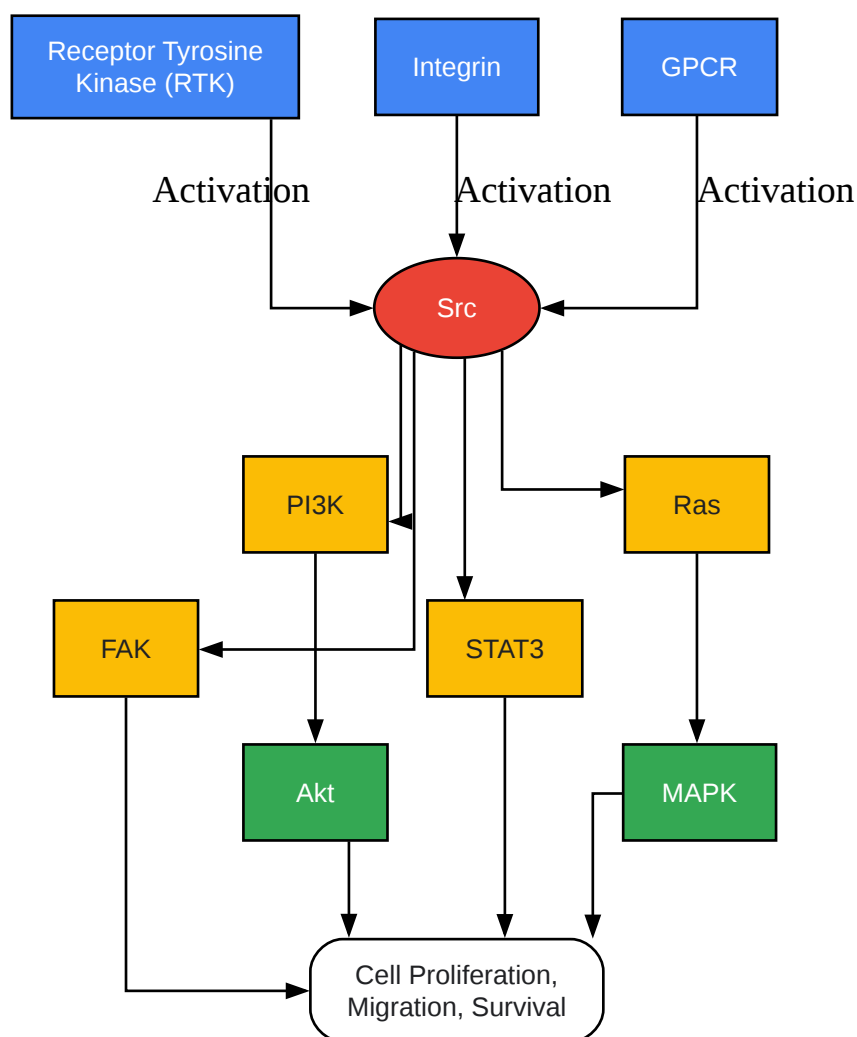 Receptor Tyrosine
Kinase (RTK)
Integrin
GPCR
Activation
Activation
Activation
Src
PI3K
Ras
FAK
STAT3
Akt
MAPK
Cell Proliferation,
Migration, Survival